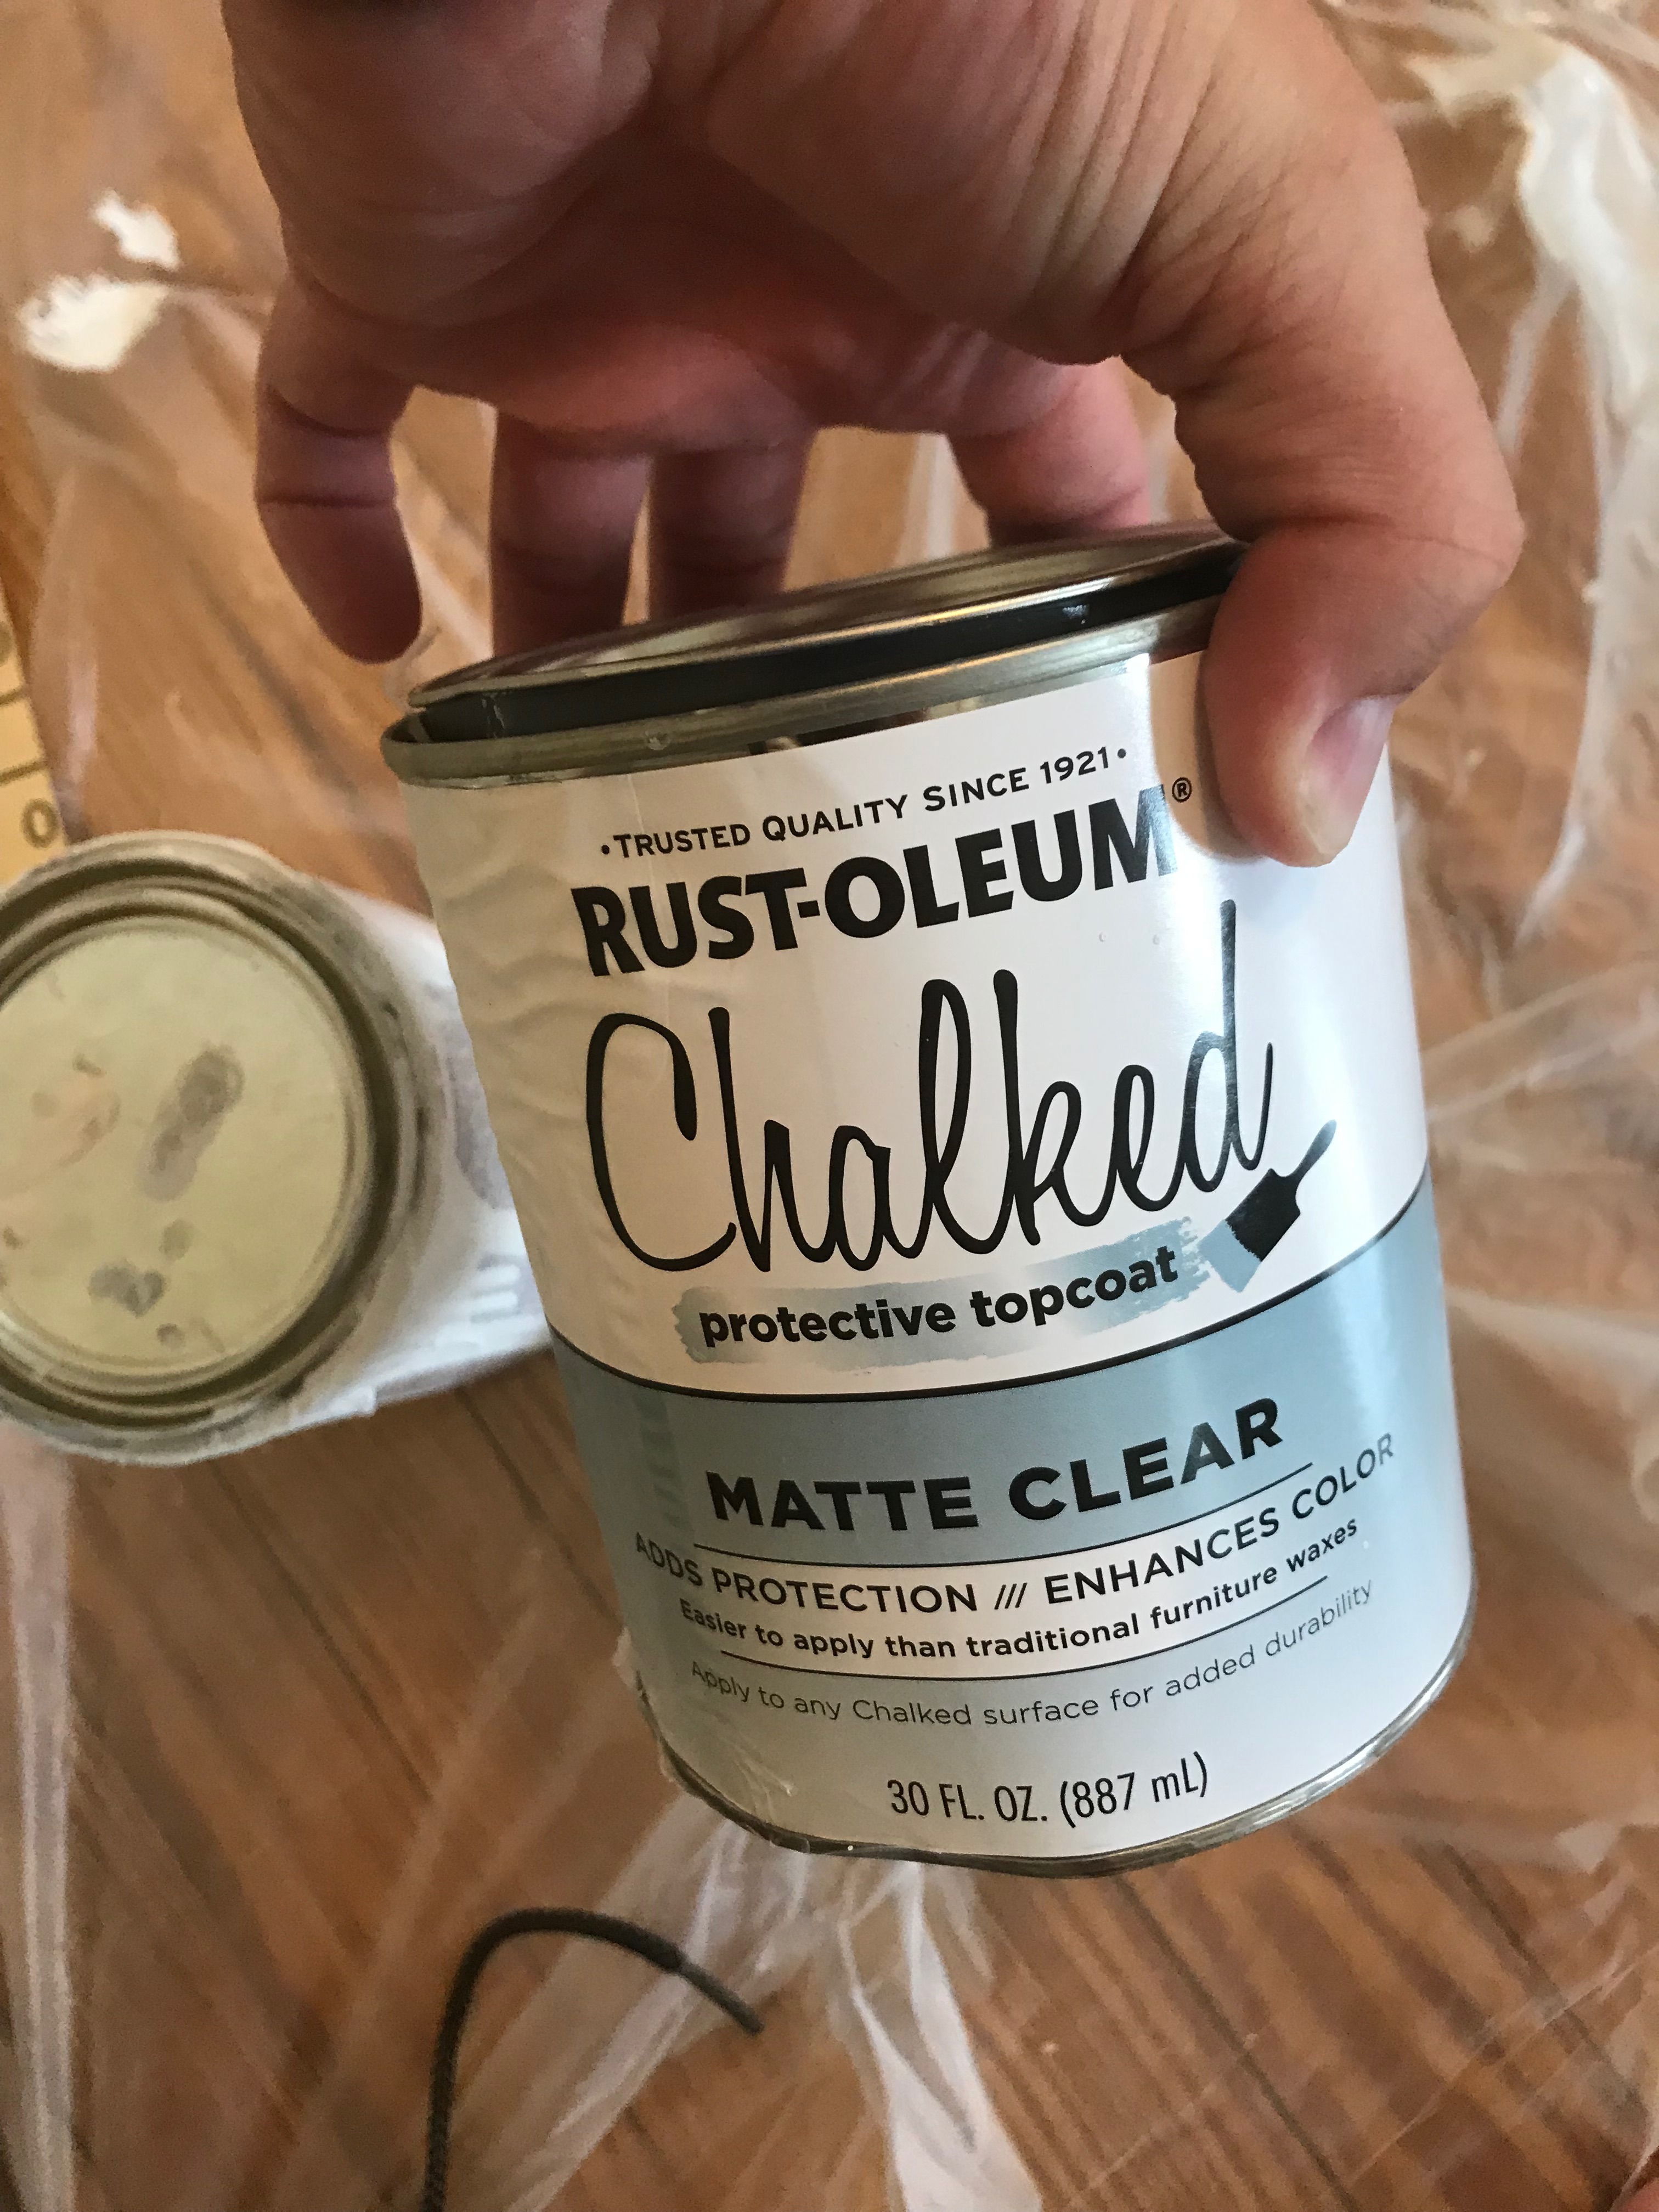 •TRUSTED QUALITY SINCE 1921•
RUST-OLEUM®
Chalked
protective topcoat
MATTE CLEAR
ADDS PROTECTION /// ENHANCES COLOR
Easier to apply than traditional furniture waxes
Apply to any Chalked surface for added durability
30 FL. OZ. (887 mL)
0